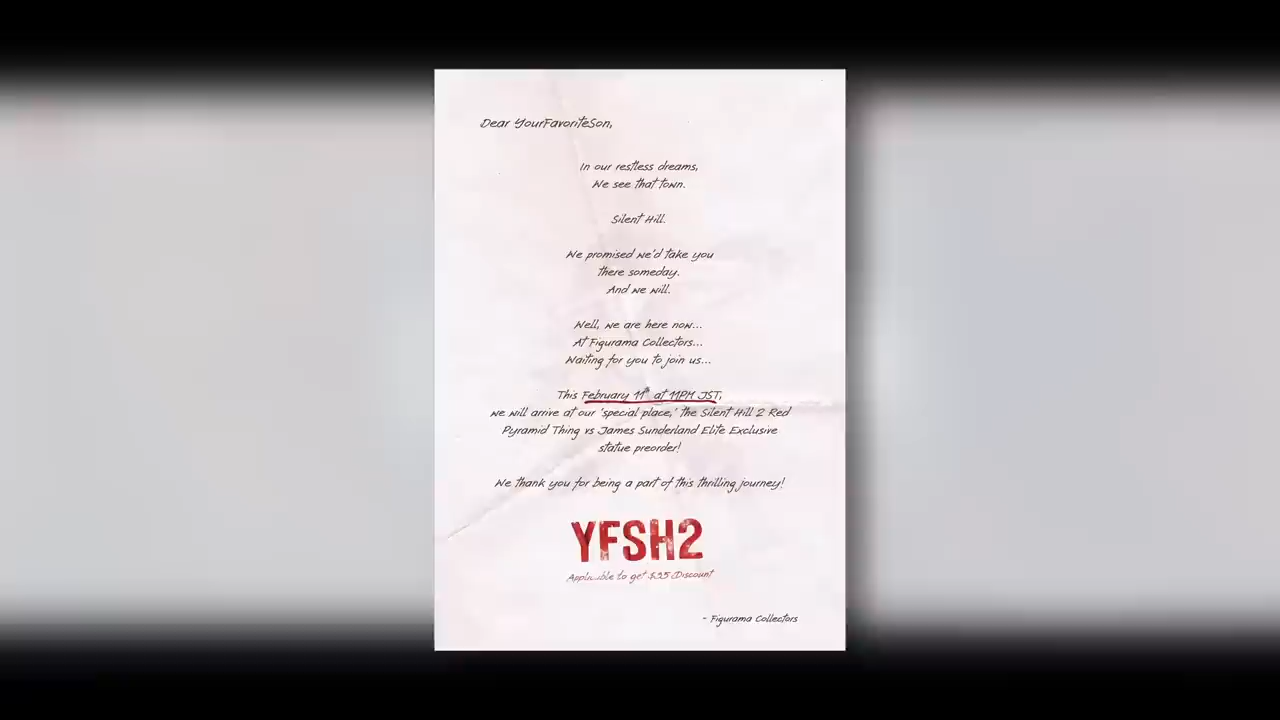 Dear YourFavoriteSon,
In our restless dreams,
We see that town.
Silent Hill.
We promised we'd take you
there someday.
And we will.
Well, we are here now...
At Figurama Collectors...
Waiting for you to join us...
This February 11th at 11PM JST,
we will arrive at our 'special place,' the Silent Hill 2 Red
Pyramid Thing vs James Sunderland Elite Exclusive
statue preorder!
We thank you for being a part of this thrilling journey!
YFSH2
Applicable to get Discount
- Figurama Collectors